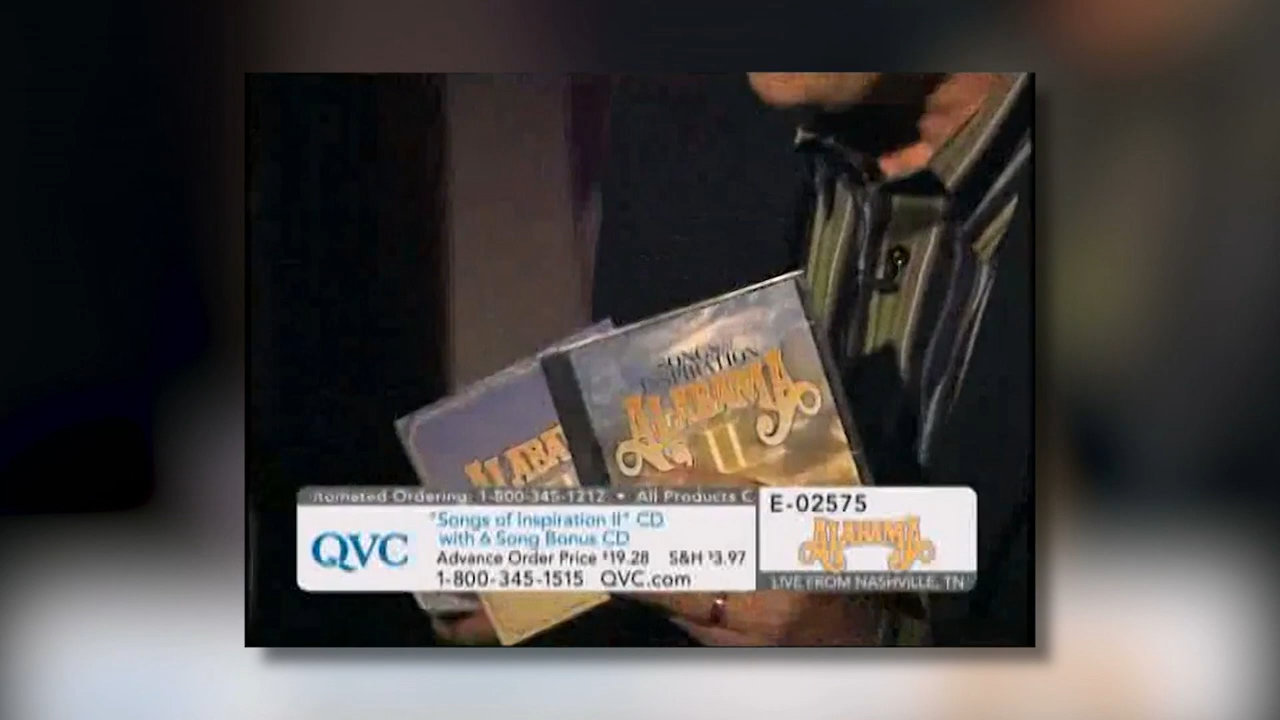 SONGS OF
INSPIRATION
ALABAMA
ALABA
utomated Ordering: 1-800-345-1212 • All Products C
QVC
"Songs of Inspiration II" CD
with 6 Song Bonus CD
Advance Order Price $19.28 S&H $3.97
1-800-345-1515 QVC.com
E-02575
ALABAMA
LIVE FROM NASHVILLE, TN